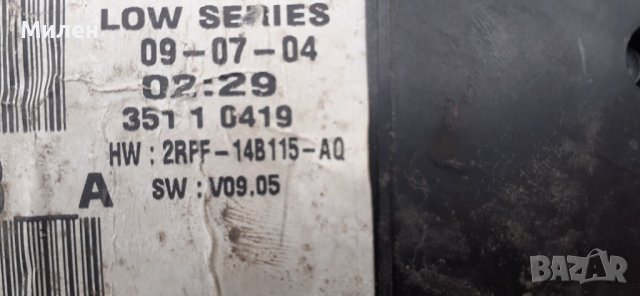 Милен
LOW SERIES
09-07-04
02:29
351 1 0419
HW : 2RFF-14B115-AQ
A
SW : V09.05
BAZAR